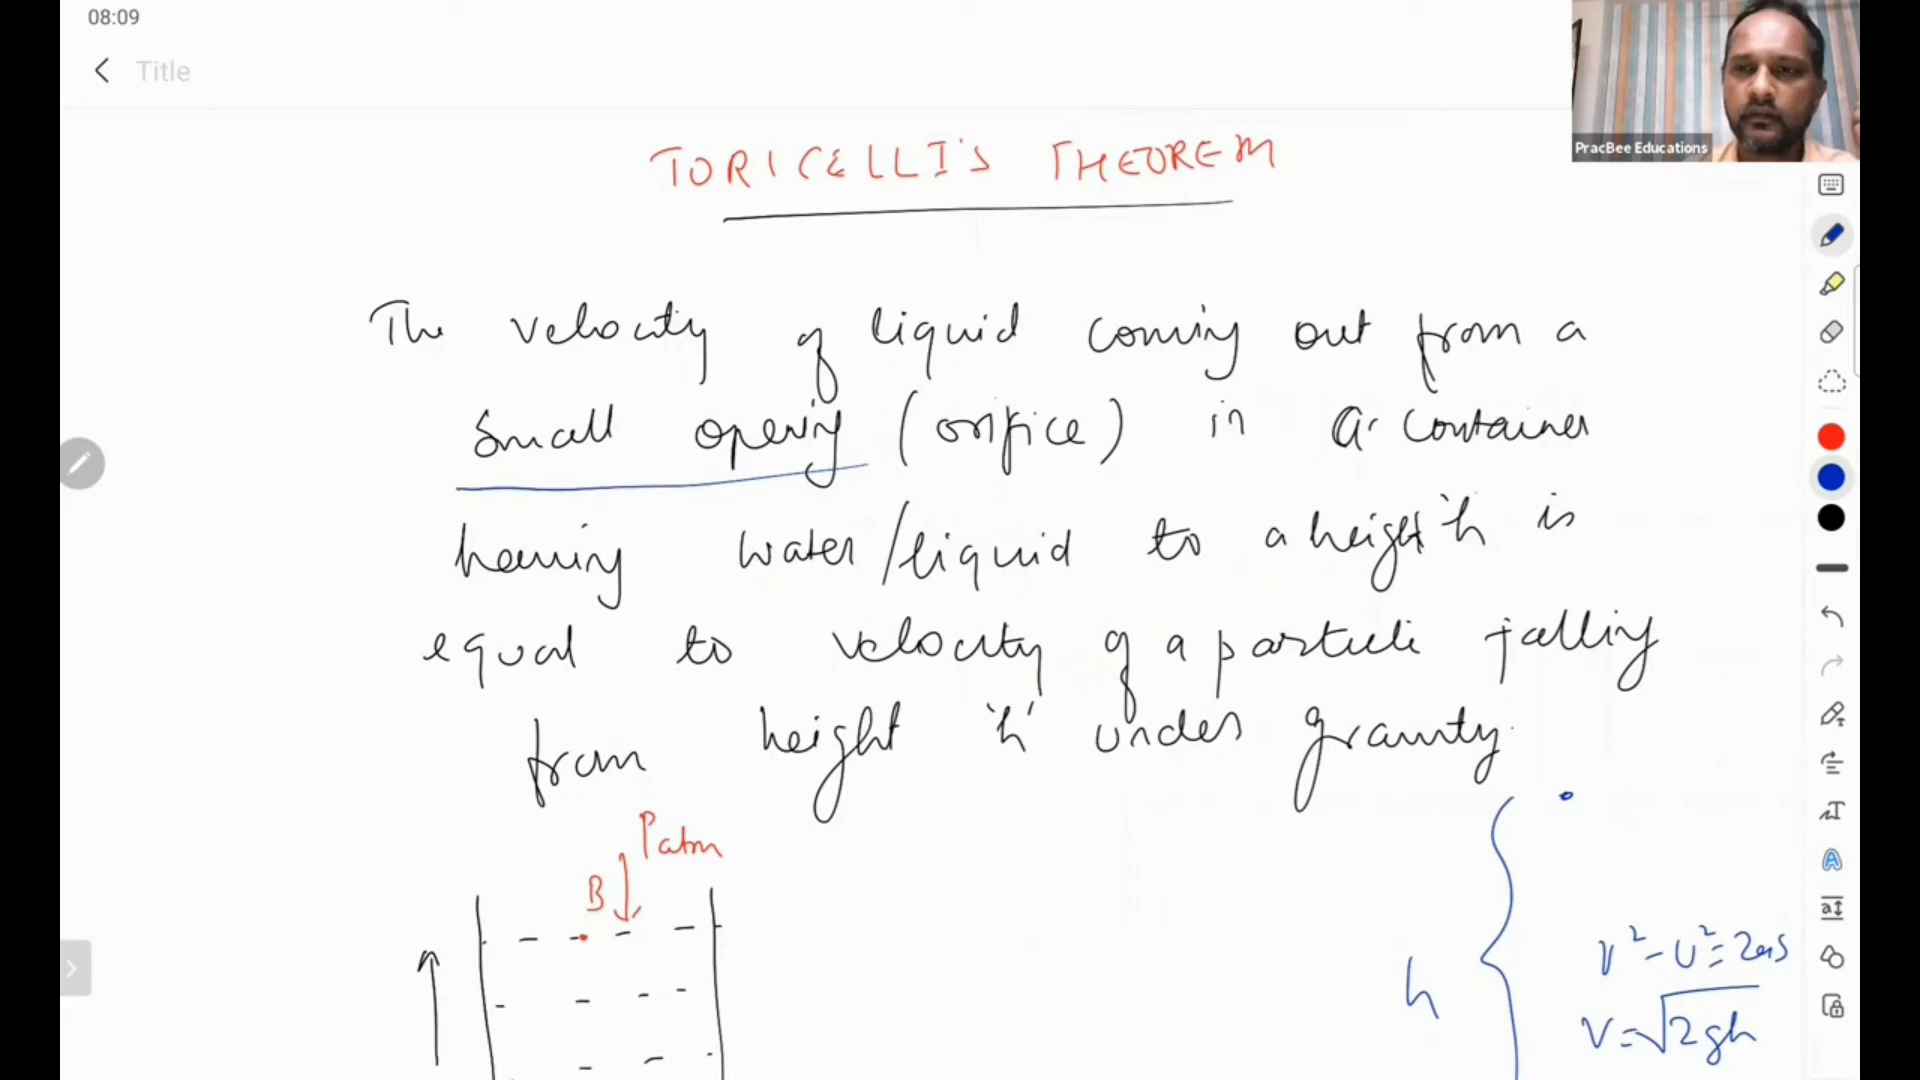 08:09
Title
PracBee Educations
TORICELLI'S THEOREM
The velocity of liquid coming out from a
small opening (orifice) in a container
having water/liquid to a height 'h is
equal to velocity of a particle falling
from height 'h' under gravity.
Patm
B
h
V²-U²=2as
V=√2gh